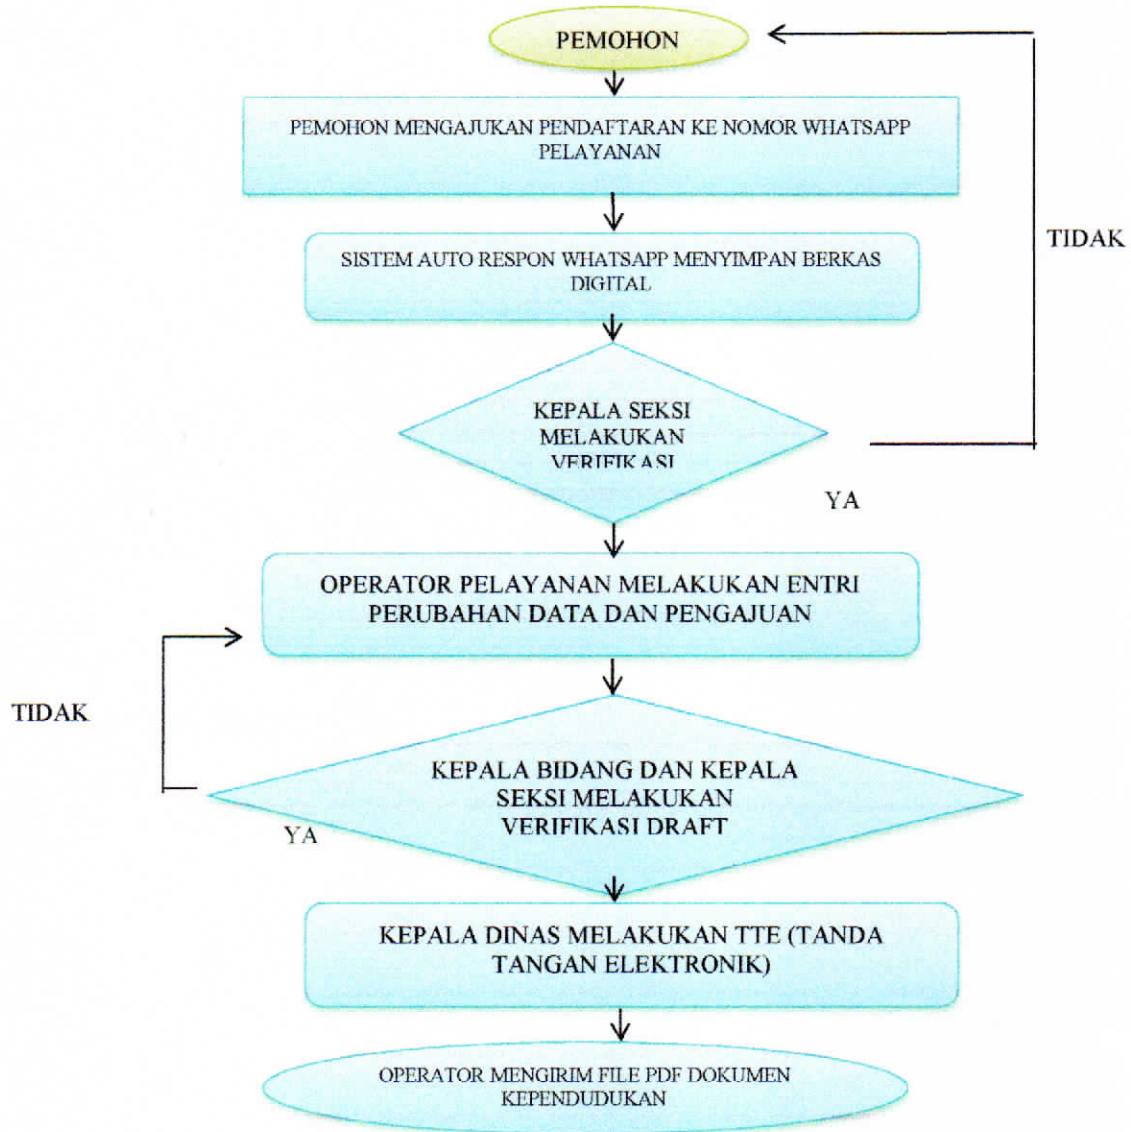 PEMOHON
PEMOHON MENGAJUKAN PENDAFTARAN KE NOMOR WHATSAPP
PELAYANAN
TIDAK
SISTEM AUTO RESPON WHATSAPP MENYIMPAN BERKAS
DIGITAL
KEPALA SEKSI
MELAKUKAN
VERIFIKASI
YA
OPERATOR PELAYANAN MELAKUKAN ENTRI
PERUBAHAN DATA DAN PENGAJUAN
TIDAK
KEPALA BIDANG DAN KEPALA
SEKSI MELAKUKAN
VERIFIKASI DRAFT
YA
KEPALA DINAS MELAKUKAN TTE (TANDA
TANGAN ELEKTRONIK)
OPERATOR MENGIRIM FILE PDF DOKUMEN
KEPENDUDUKAN